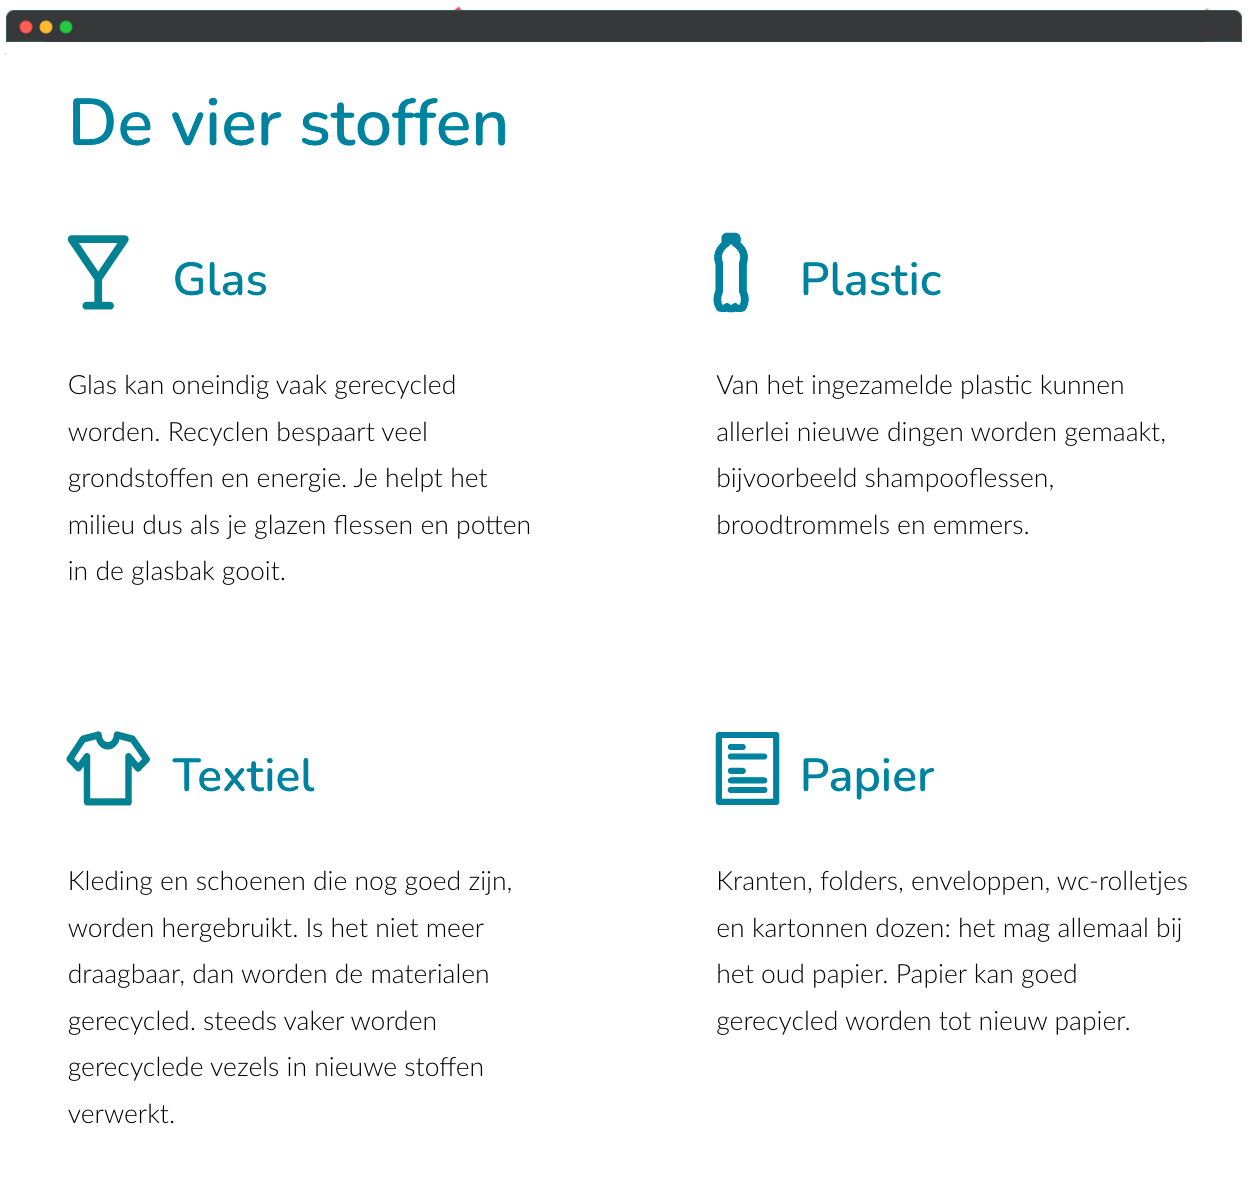 De vier stoffen
Glas
Glas kan oneindig vaak gerecycled
worden. Recyclen bespaart veel
grondstoffen en energie. Je helpt het
milieu dus als je glazen flessen en potten
in de glasbak gooit.
Plastic
Van het ingezamelde plastic kunnen
allerlei nieuwe dingen worden gemaakt,
bijvoorbeeld shampooflessen,
broodtrommels en emmers.
Textiel
Kleding en schoenen die nog goed zijn,
worden hergebruikt. Is het niet meer
draagbaar, dan worden de materialen
gerecycled. steeds vaker worden
gerecyclede vezels in nieuwe stoffen
verwerkt.
Papier
Kranten, folders, enveloppen, wc-rolletjes
en kartonnen dozen: het mag allemaal bij
het oud papier. Papier kan goed
gerecycled worden tot nieuw papier.